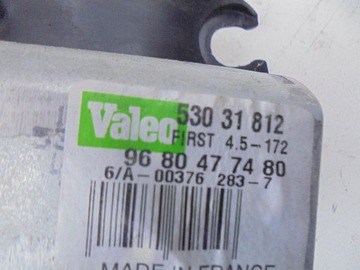 Valeo
530 31 812
FIRST 4.5-172
96 80 47 74 80
6/A-00376 283-7
MADE IN FRANCE